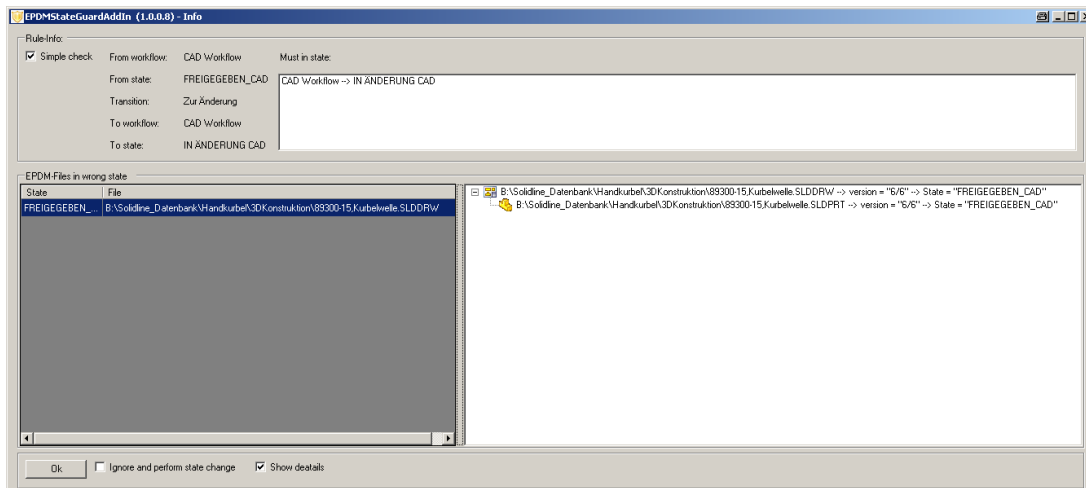 EPDMStateGuardAddIn (1.0.0.8) - Info
Rule-Info:
Simple check
From workflow: CAD Workflow
Must in state:
From state: FREIGEGEBEN_CAD
CAD Workflow --> IN ÄNDERUNG CAD
Transition: Zur Änderung
To workflow: CAD Workflow
To state: IN ÄNDERUNG CAD
EPDM-Files in wrong state
State File
FREIGEGEBEN_... B:\Solidline_Datenbank\Handkurbel\3DKonstruktion\89300-15,Kurbelwelle.SLDDRW
B:\Solidline_Datenbank\Handkurbel\3DKonstruktion\89300-15,Kurbelwelle.SLDDRW --> version = "6/6" --> State = "FREIGEGEBEN_CAD"
B:\Solidline_Datenbank\Handkurbel\3DKonstruktion\89300-15,Kurbelwelle.SLDPRT --> version = "6/6" --> State = "FREIGEGEBEN_CAD"
Ok
Ignore and perform state change
Show deatails